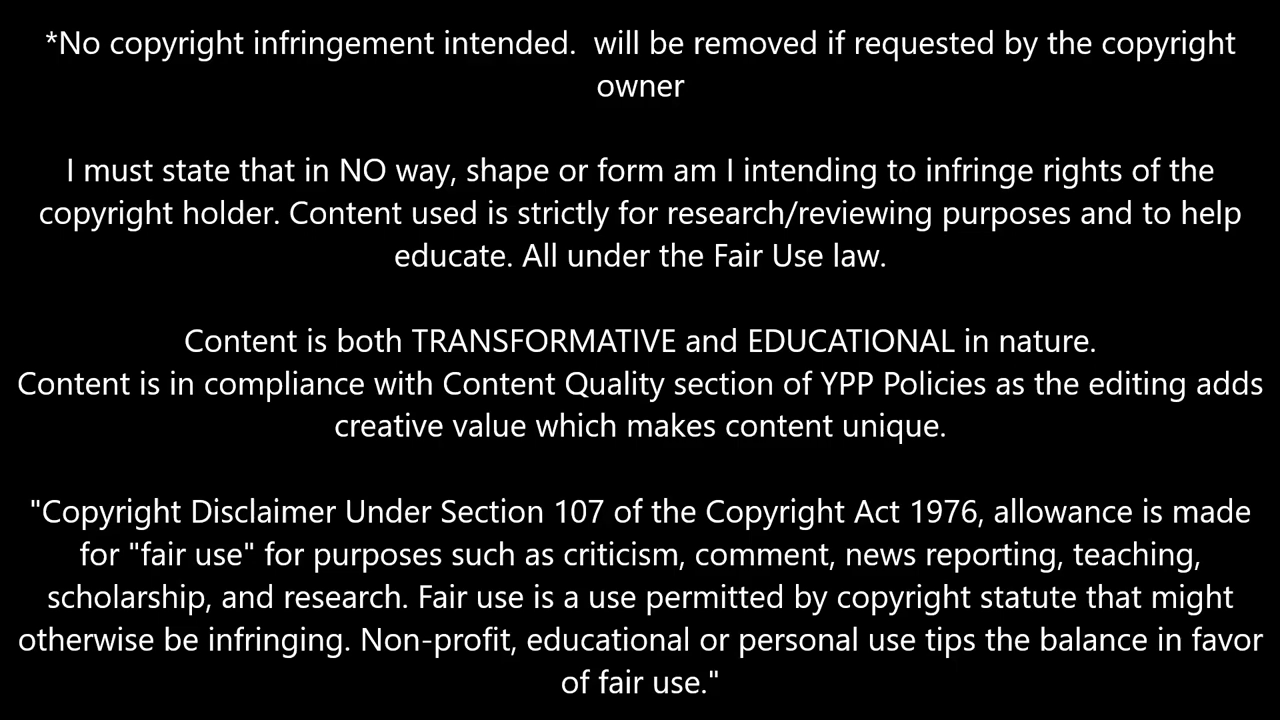 *No copyright infringement intended.  will be removed if requested by the copyright
owner
I must state that in NO way, shape or form am I intending to infringe rights of the
copyright holder. Content used is strictly for research/reviewing purposes and to help
educate. All under the Fair Use law.
Content is both TRANSFORMATIVE and EDUCATIONAL in nature.
Content is in compliance with Content Quality section of YPP Policies as the editing adds
creative value which makes content unique.
"Copyright Disclaimer Under Section 107 of the Copyright Act 1976, allowance is made
for "fair use" for purposes such as criticism, comment, news reporting, teaching,
scholarship, and research. Fair use is a use permitted by copyright statute that might
otherwise be infringing. Non-profit, educational or personal use tips the balance in favor
of fair use."